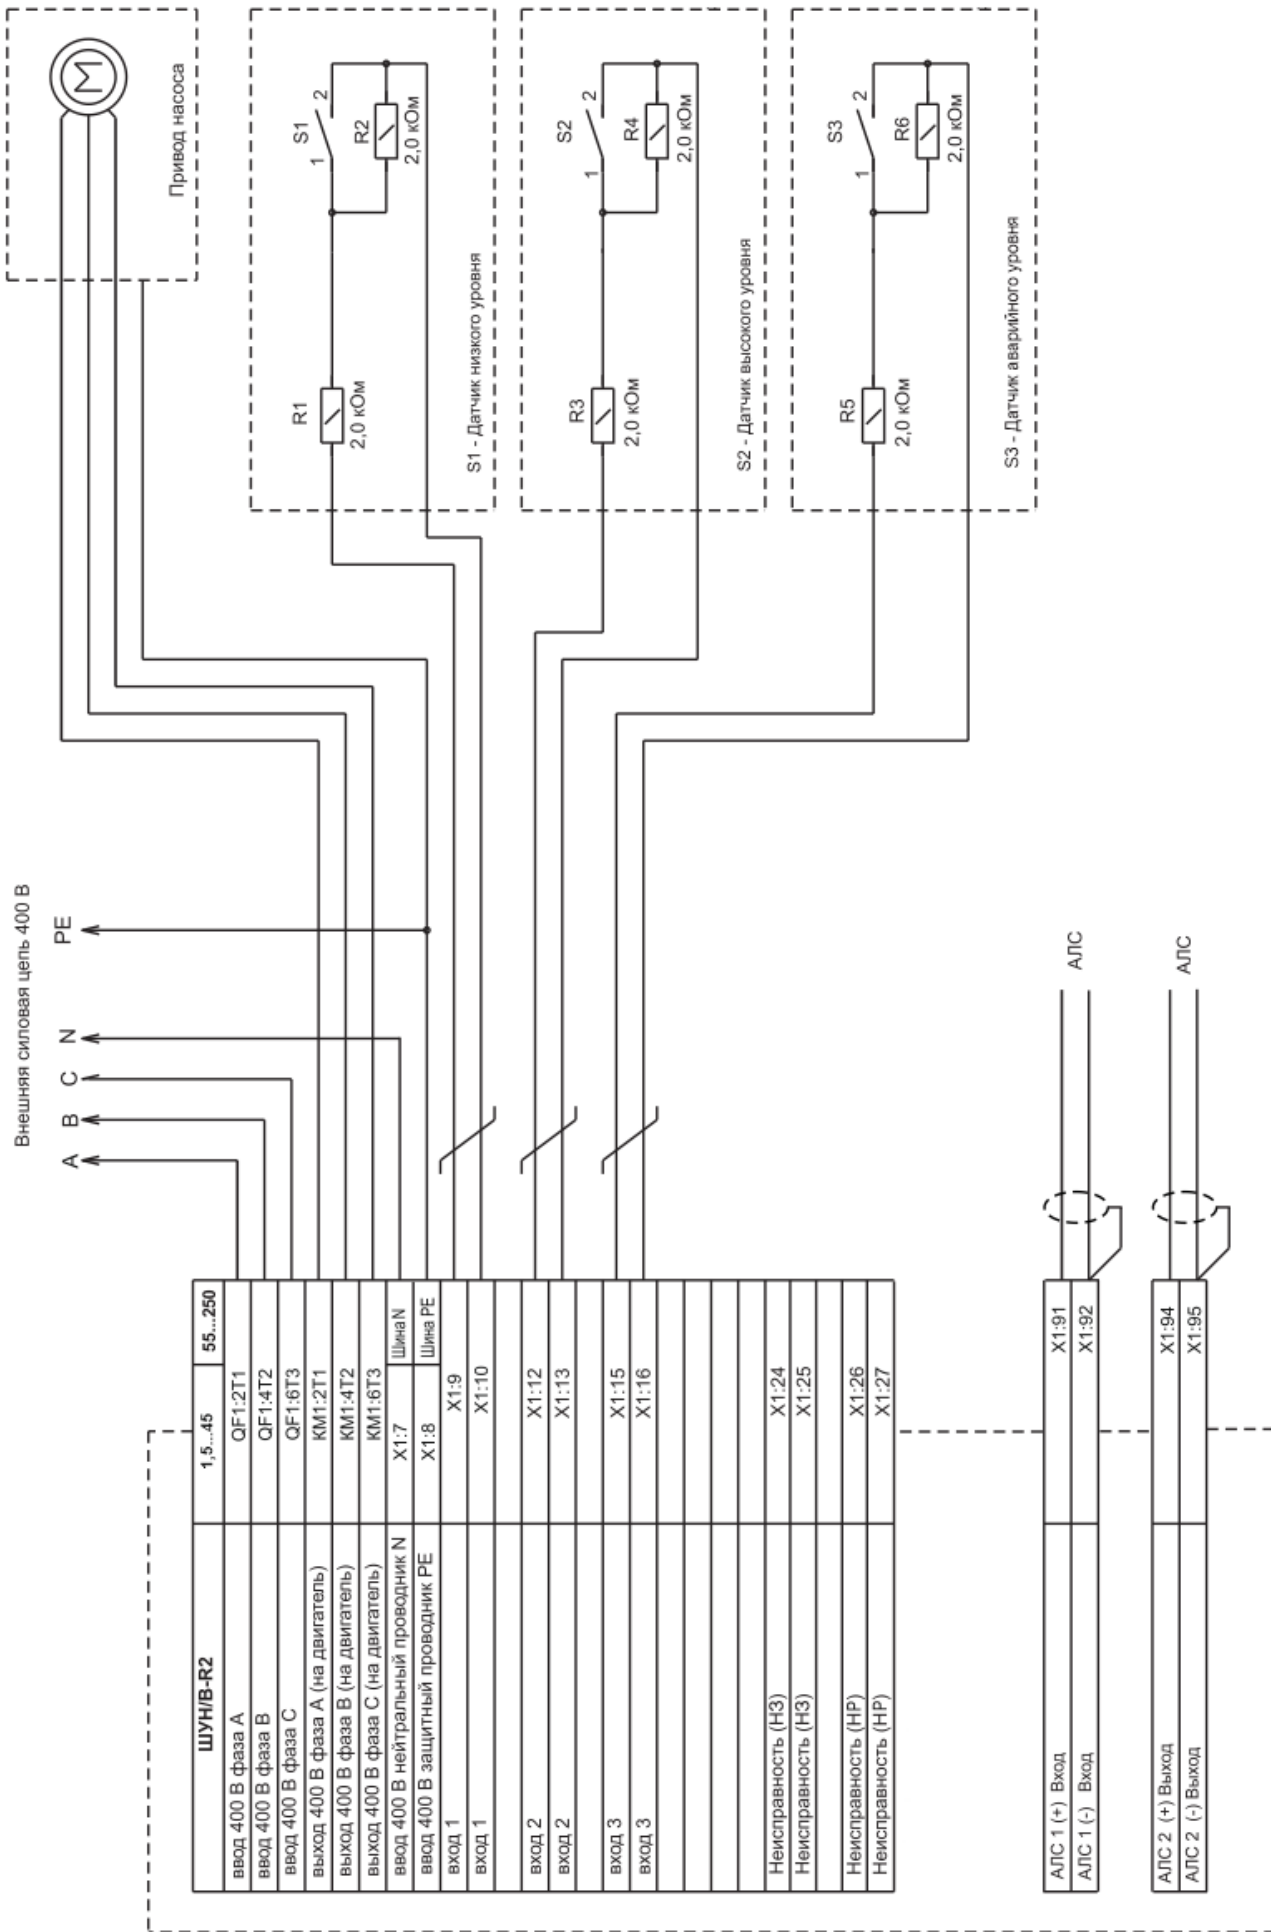 Внешняя силовая цепь 400 В
A
B
C
N
PE
M
Привод насоса
S1
1
2
R2
2,0 кОм
R1
2,0 кОм
S1 - Датчик низкого уровня
S2
1
2
R4
2,0 кОм
R3
2,0 кОм
S2 - Датчик высокого уровня
S3
1
2
R6
2,0 кОм
R5
2,0 кОм
S3 - Датчик аварийного уровня
ШУН/В-R2 1,5...45 55...250
ввод 400 В фаза А QF1:2T1
ввод 400 В фаза В QF1:4T2
ввод 400 В фаза С QF1:6T3
выход 400 В фаза А (на двигатель) KM1:2T1
выход 400 В фаза В (на двигатель) KM1:4T2
выход 400 В фаза С (на двигатель) KM1:6T3
ввод 400 В нейтральный проводник N X1:7 Шина N
ввод 400 В защитный проводник PE X1:8 Шина PE
вход 1 X1:9
вход 1 X1:10
вход 2 X1:12
вход 2 X1:13
вход 3 X1:15
вход 3 X1:16
Неисправность (НЗ) X1:24
Неисправность (НЗ) X1:25
Неисправность (НР) X1:26
Неисправность (НР) X1:27
АЛС 1 (+) Вход X1:91
АЛС 1 (-) Вход X1:92
АЛС
АЛС 2 (+) Выход X1:94
АЛС 2 (-) Выход X1:95
АЛС